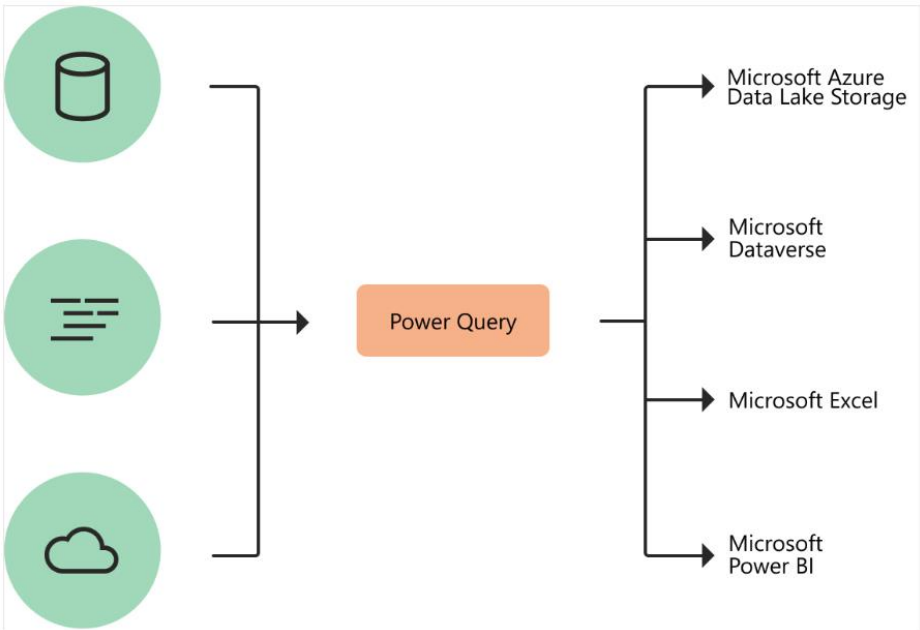 Microsoft Azure
Data Lake Storage
Microsoft
Dataverse
Power Query
Microsoft Excel
Microsoft
Power BI